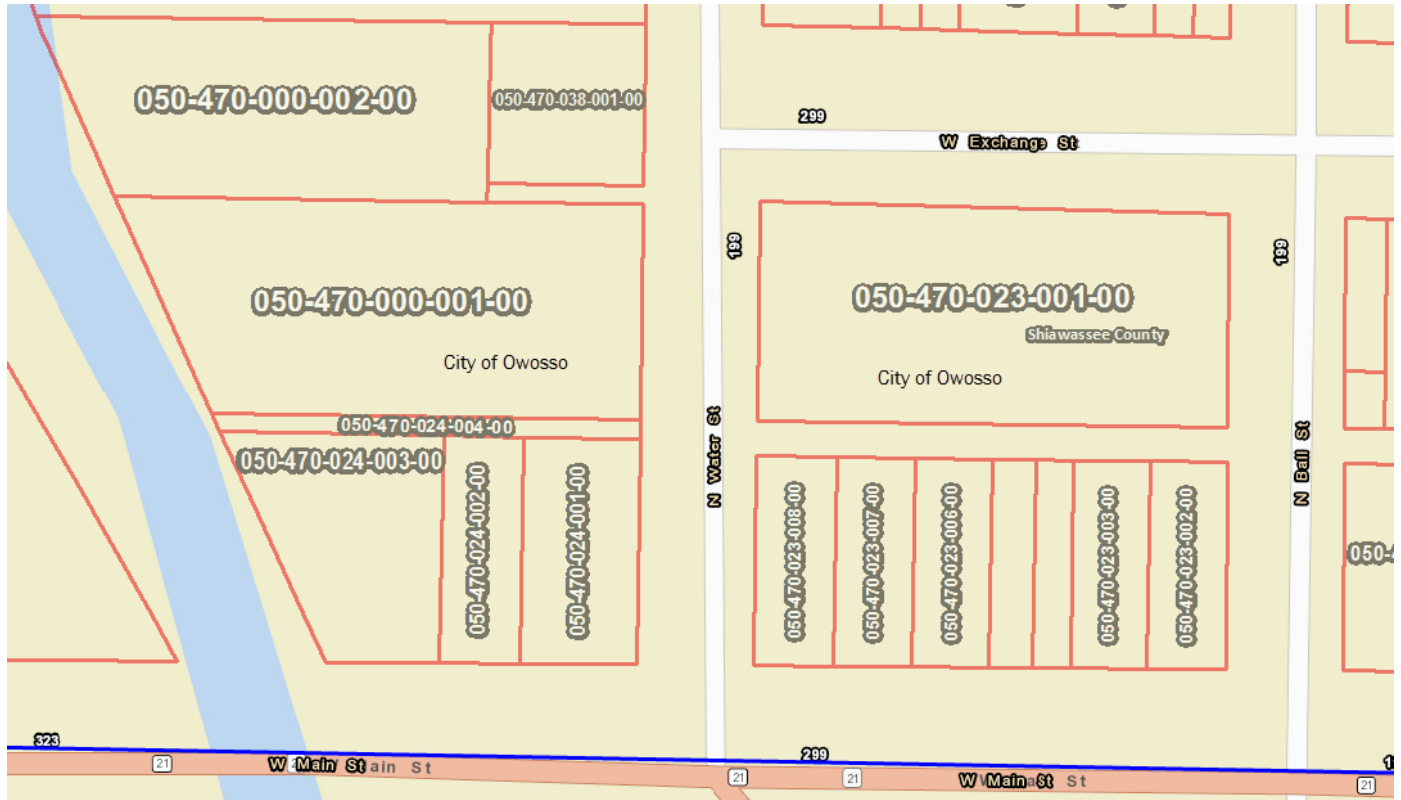 050-470-000-002-00
050-470-038-001-00
299
W Exchange St
199
199
050-470-000-001-00
050-470-023-001-00
Shiawassee County
City of Owosso
City of Owosso
050-470-024-004-00
050-470-024-003-00
050-470-024-002-00
050-470-024-001-00
N Water St
050-470-023-008-00
050-470-023-007-00
050-470-023-006-00
050-470-023-003-00
050-470-023-002-00
N Ball St
050-
323
299
21
W Main St
ain St
21
21
W Main St
St
21